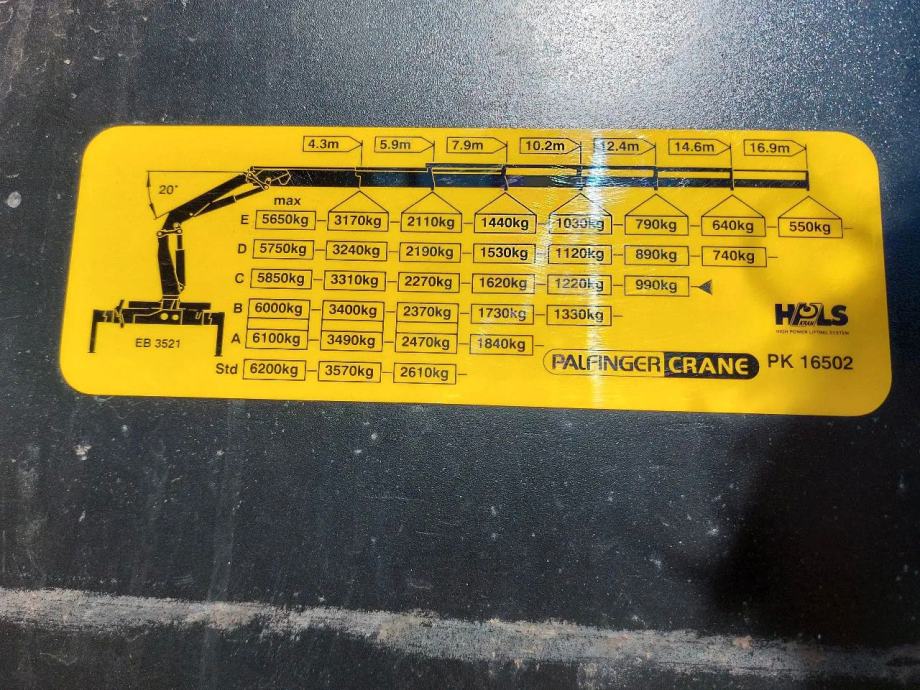 4.3m 5.9m 7.9m 10.2m 12.4m 14.6m 16.9m
20°
max
E 5650kg 3170kg 2110kg 1440kg 1030kg 790kg 640kg 550kg
D 5750kg 3240kg 2190kg 1530kg 1120kg 890kg 740kg
C 5850kg 3310kg 2270kg 1620kg 1220kg 990kg
B 6000kg 3400kg 2370kg 1730kg 1330kg
A 6100kg 3490kg 2470kg 1840kg
Std 6200kg 3570kg 2610kg
EB 3521
HPLS
HIGH POWER LIFTING SYSTEM
PALFINGER CRANE PK 16502